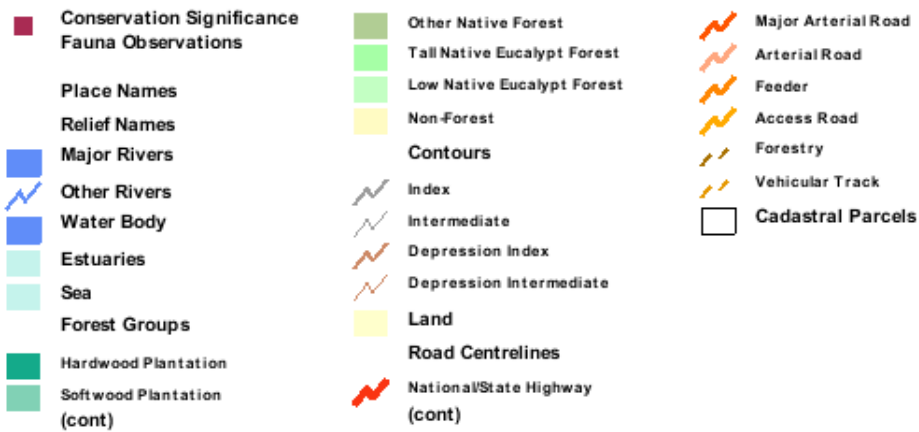 Conservation Significance
Fauna Observations
Place Names
Relief Names
Major Rivers
Other Rivers
Water Body
Estuaries
Sea
Forest Groups
Hardwood Plantation
Softwood Plantation
(cont)
Other Native Forest
Tall Native Eucalypt Forest
Low Native Eucalypt Forest
Non-Forest
Contours
Index
Intermediate
Depression Index
Depression Intermediate
Land
Road Centrelines
National/State Highway
(cont)
Major Arterial Road
Arterial Road
Feeder
Access Road
Forestry
Vehicular Track
Cadastral Parcels